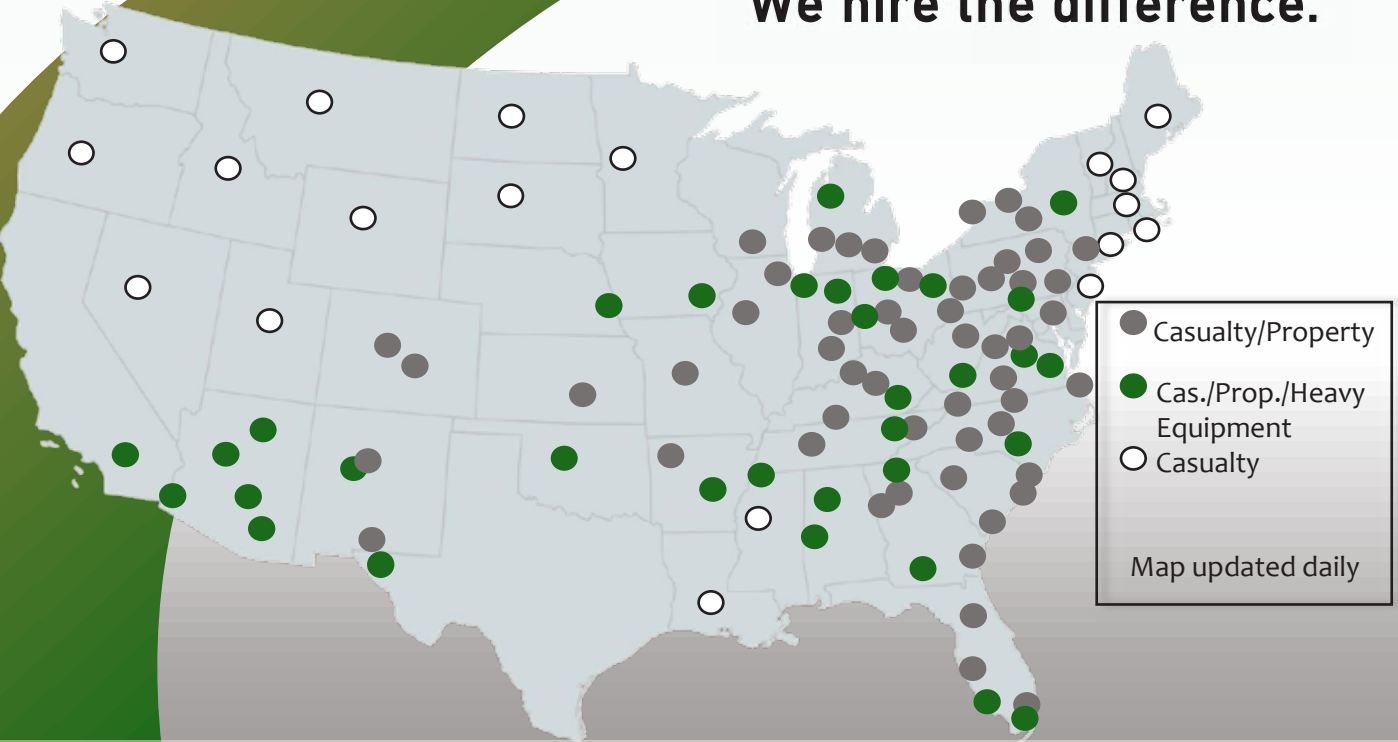 We hire the difference.
Casualty/Property
Cas./Prop./Heavy
Equipment
Casualty
Map updated daily